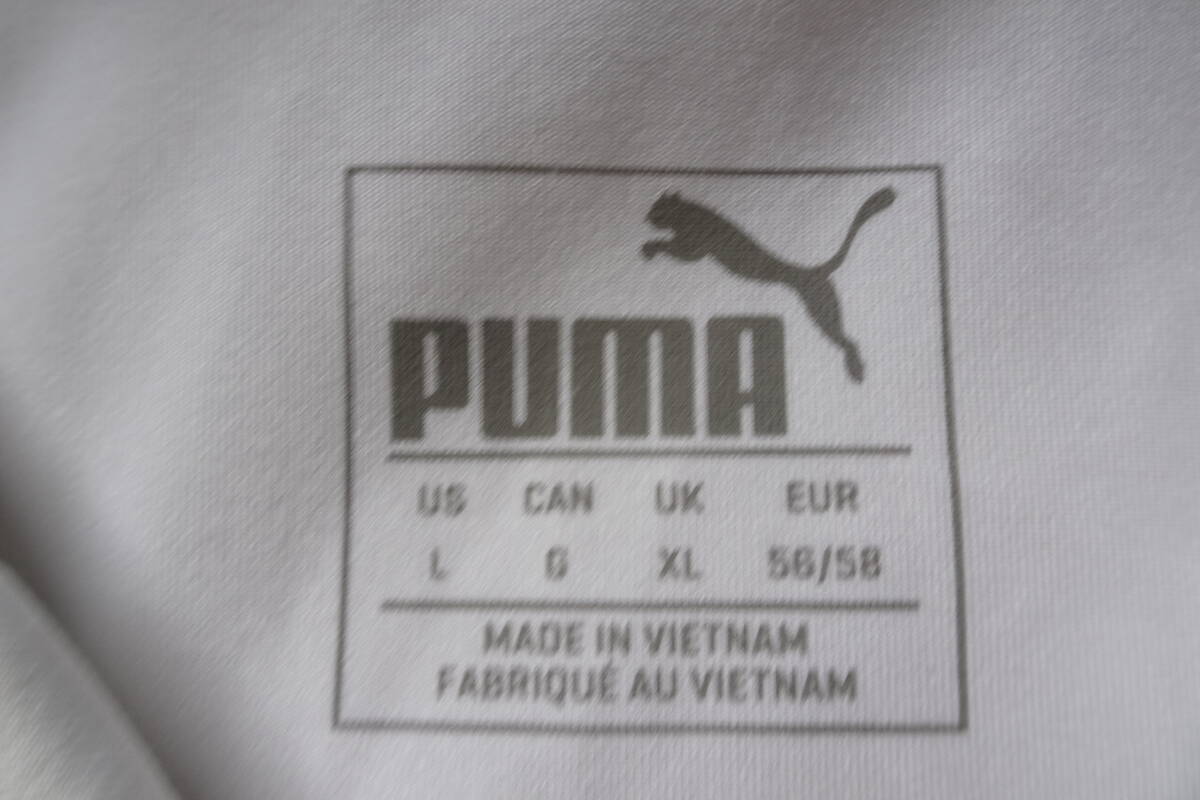 PUMA
US CAN UK EUR
L G XL 56/58
MADE IN VIETNAM
FABRIQUÉ AU VIETNAM